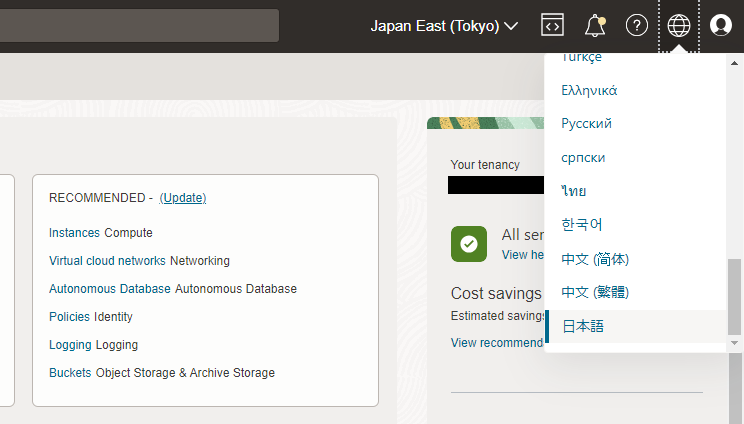 Japan East (Tokyo)
Türkçe
Ελληνικά
Русский
српски
ไทย
한국어
中文 (简体)
中文 (繁體)
日本語
RECOMMENDED - (Update)
Instances Compute
Virtual cloud networks Networking
Autonomous Database Autonomous Database
Policies Identity
Logging Logging
Buckets Object Storage & Archive Storage
Your tenancy
All ser
View he
Cost savings
Estimated savings
View recommend